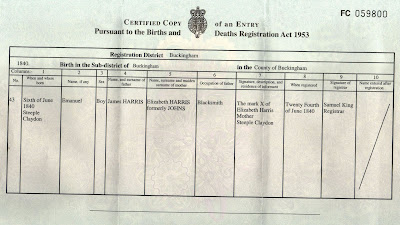 CERTIFIED COPY of an ENTRY
FC 059800
Pursuant to the Births and Deaths Registration Act 1953
Registration District Buckingham
1840. Birth in the Sub-district of Buckingham in the County of Buckingham
Columns:- 1 2 3 4 5 6 7 8 9 10
No. When and where born Name, if any Sex Name, and surname of father Name, surname and maiden surname of mother Occupation of father Signature, description, and residence of informant When registered Signature of registrar Name entered after registration
43 Sixth of June 1840 Steeple Claydon Emanuel Boy James HARRIS Elizabeth HARRIS formerly JOHNS Blacksmith The mark X of Elizabeth Harris Mother Steeple Claydon Twenty Fourth of June 1840 Samuel King Registrar